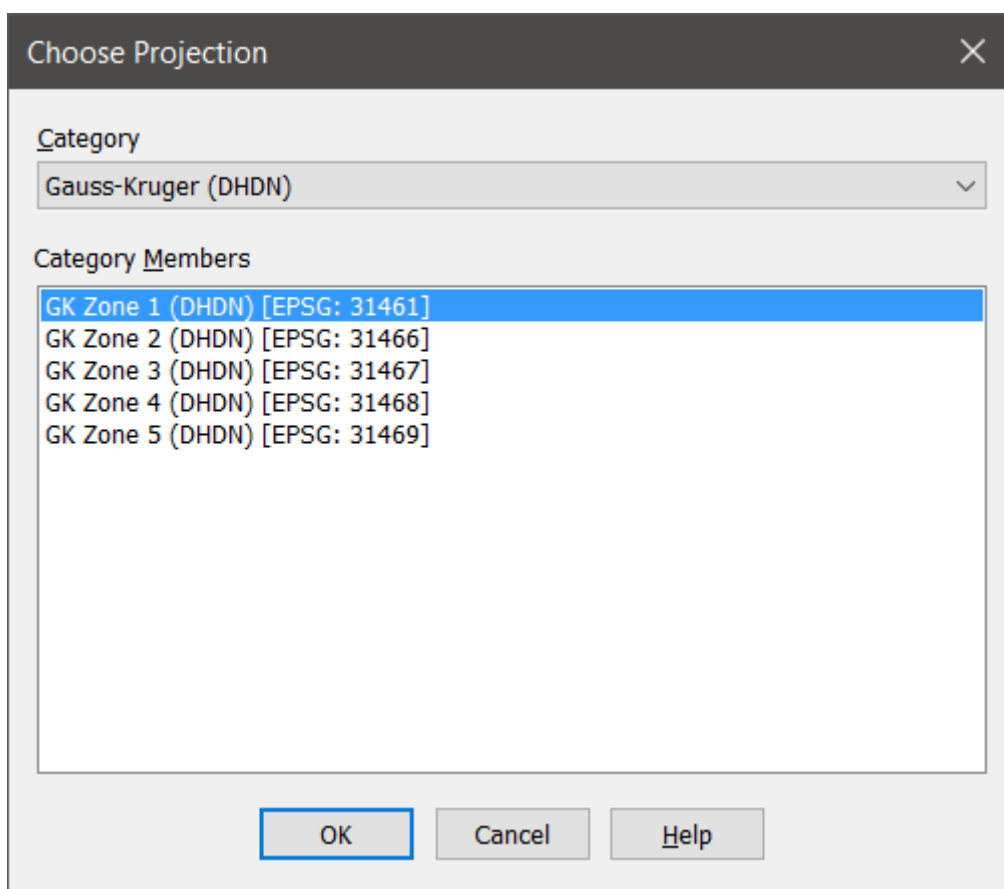 Choose Projection
Category
Gauss-Kruger (DHDN)
Category Members
GK Zone 1 (DHDN) [EPSG: 31461]
GK Zone 2 (DHDN) [EPSG: 31466]
GK Zone 3 (DHDN) [EPSG: 31467]
GK Zone 4 (DHDN) [EPSG: 31468]
GK Zone 5 (DHDN) [EPSG: 31469]
OK Cancel Help